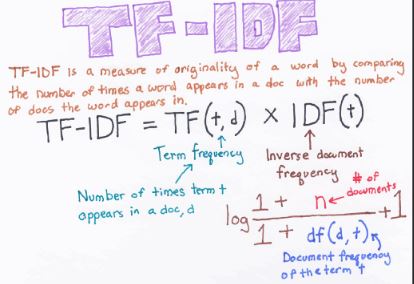 TF-IDF
TF-IDF is a measure of originality of a word by comparing
the number of times a word appears in a doc with the number
of docs the word appears in.
TF-IDF = TF(t, d) × IDF(t)
Term frequency
Inverse document
frequency
Number of times term t
appears in a doc, d
# of
documents
log 1 + n / 1 + df(d, t) + 1
Document frequency
of the term t